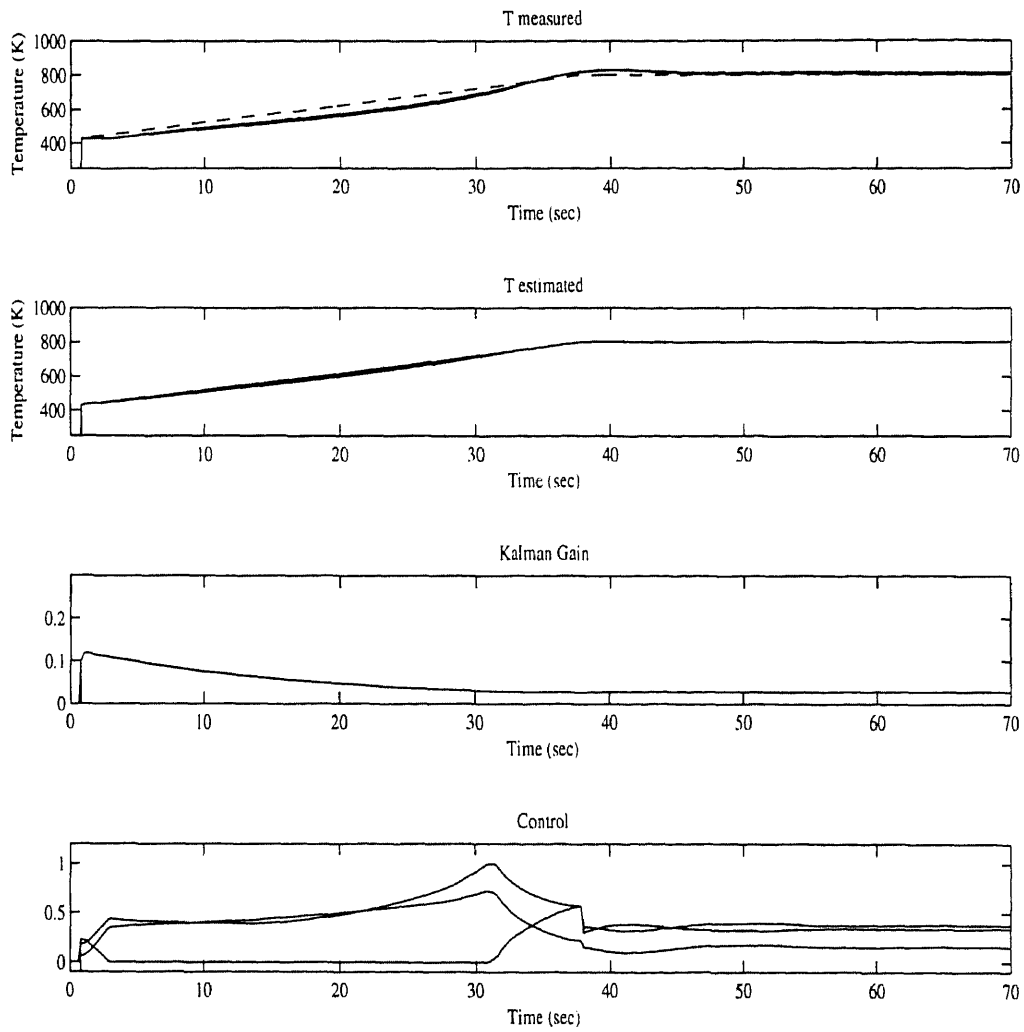 T measured
Temperature (K)
1000
800
600
400
0 10 20 30 40 50 60 70
Time (sec)
T estimated
Temperature (K)
1000
800
600
400
0 10 20 30 40 50 60 70
Time (sec)
Kalman Gain
0.2
0.1
0
0 10 20 30 40 50 60 70
Time (sec)
Control
1
0.5
0
0 10 20 30 40 50 60 70
Time (sec)